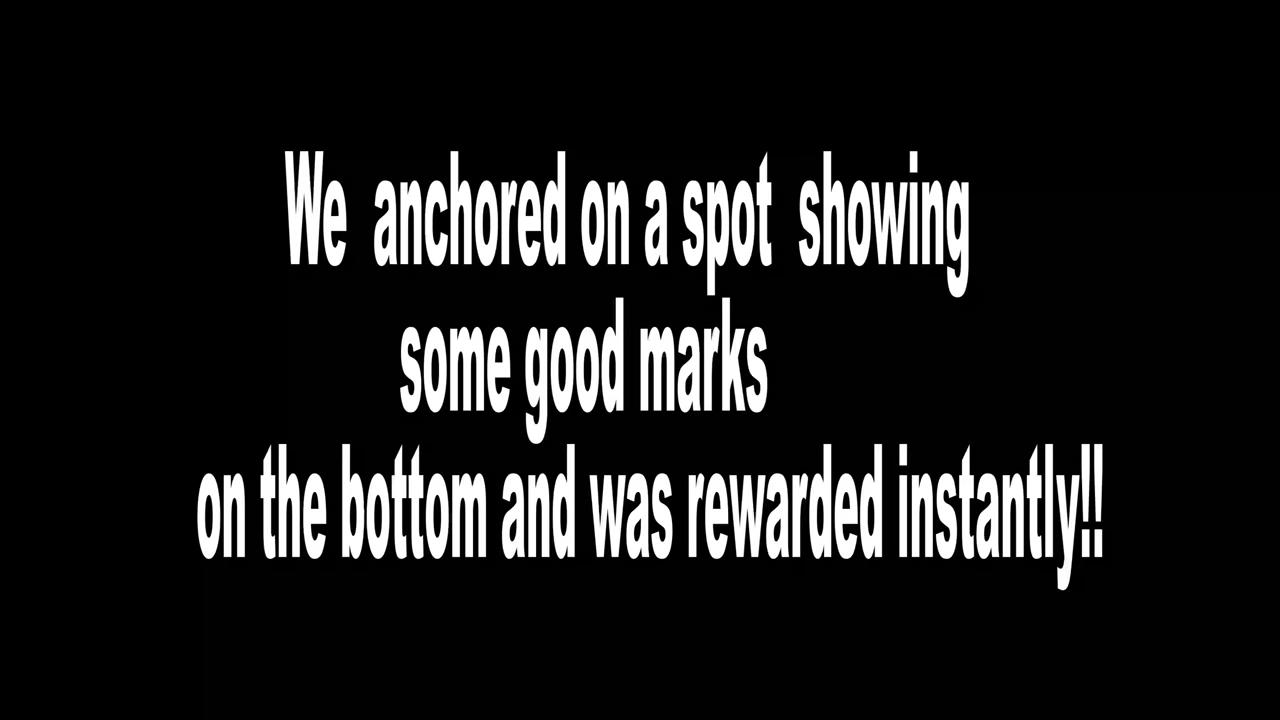 We anchored on a spot showing
some good marks
on the bottom and was rewarded instantly!!